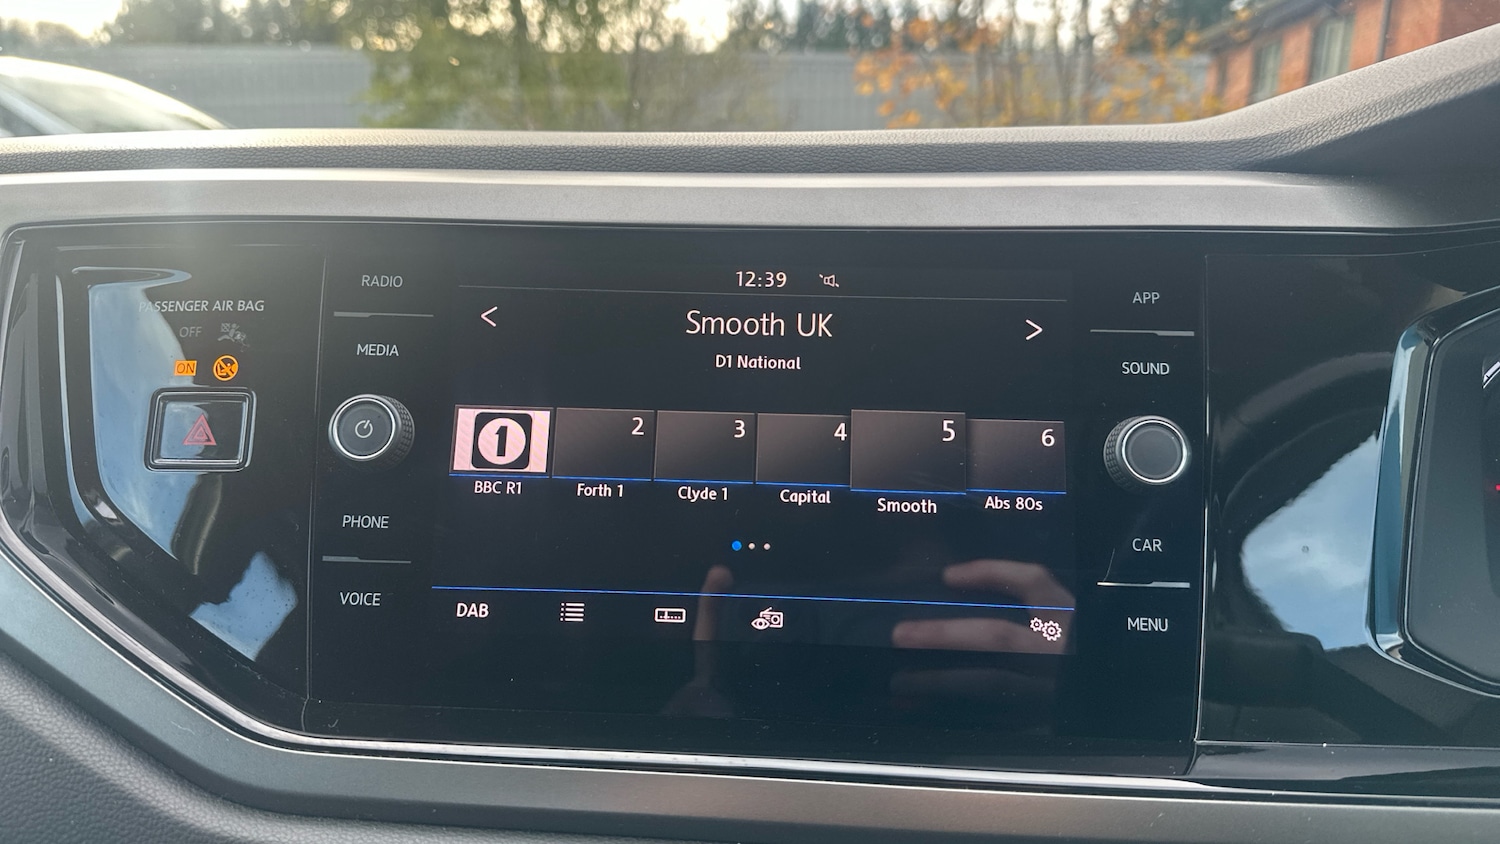 PASSENGER AIR BAG
OFF
ON
RADIO
MEDIA
PHONE
VOICE
12:39
<
Smooth UK
>
D1 National
1
2
3
4
5
6
BBC R1
Forth 1
Clyde 1
Capital
Smooth
Abs 80s
DAB
APP
SOUND
CAR
MENU